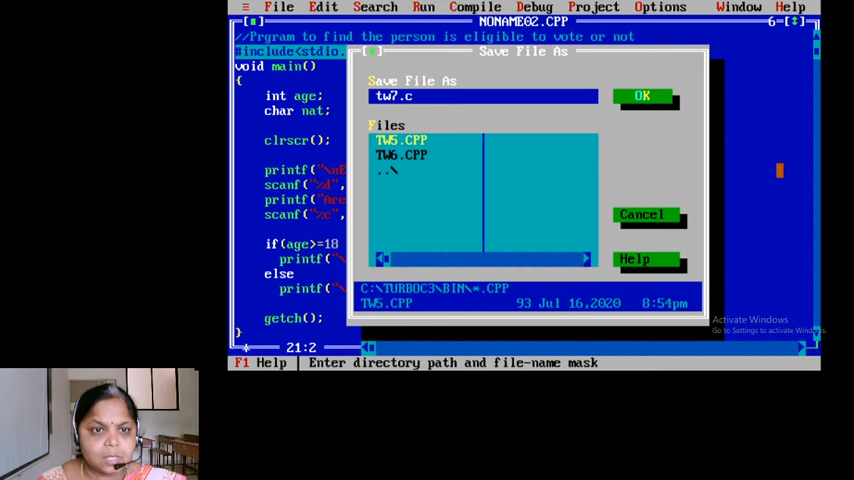 ≡ File Edit Search Run Compile Debug Project Options Window Help
[■] NONAME02.CPP 6=[↕]
//Prgram to find the person is eligible to vote or not
#include<stdio.
void main()
{
int age;
char nat;
clrscr();
printf("\nE
scanf("%d",
printf("Are
scanf("%c",
if(age>=18
printf("\
else
printf("\
getch();
}
21:2
[■] Save File As
Save File As
tw7.c
OK
Files
TW5.CPP
TW6.CPP
..\
Cancel
Help
C:\TURBOC3\BIN\*.CPP
TW5.CPP 93 Jul 16,2020 8:54pm
Activate Windows
Go to Settings to activate Windows.
F1 Help | Enter directory path and file-name mask